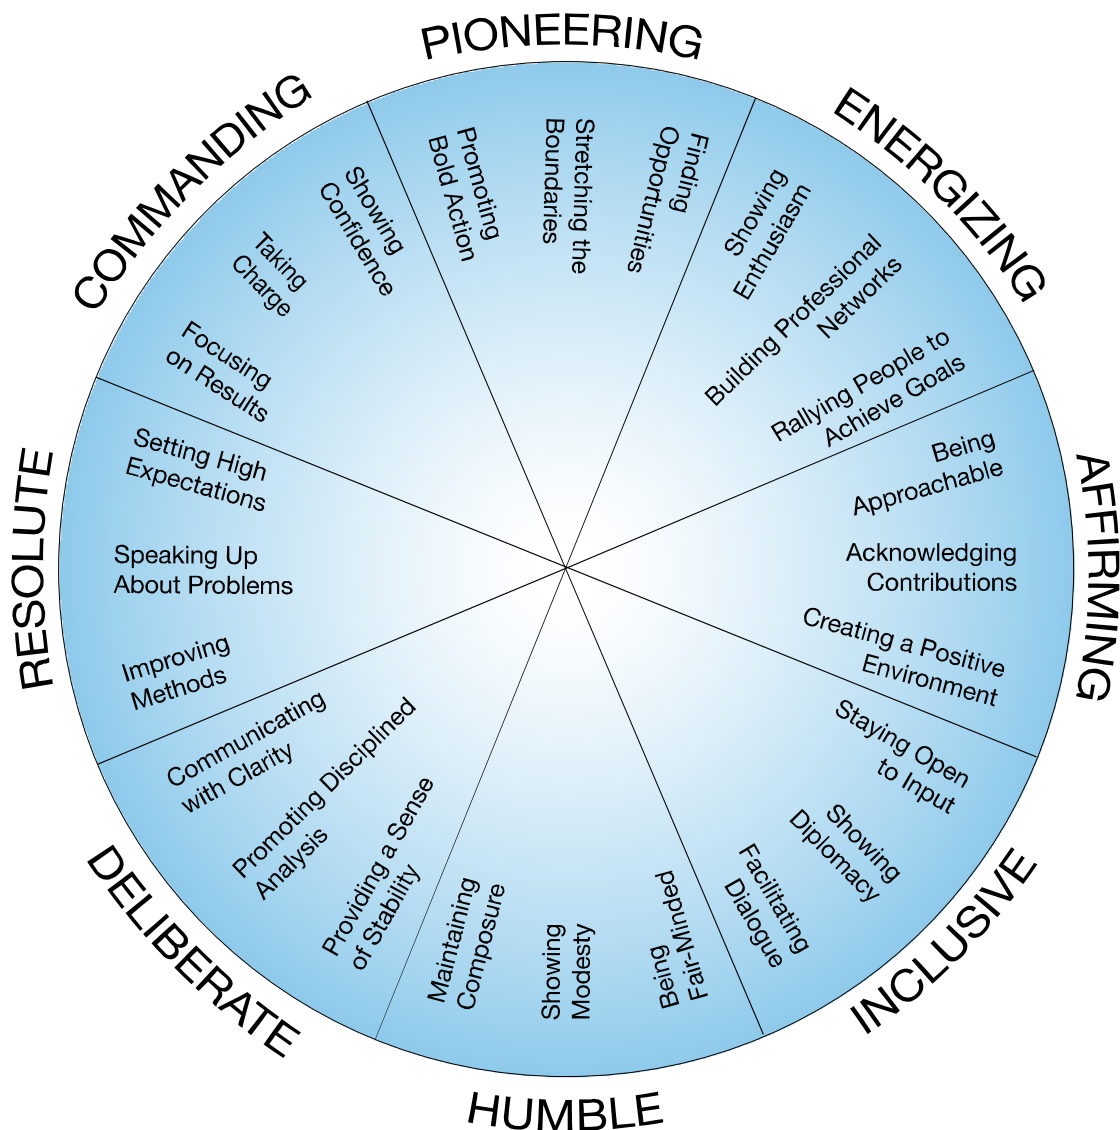 PIONEERING
Promoting
Bold Action
Stretching the
Boundaries
Finding
Opportunities
ENERGIZING
Showing
Enthusiasm
Building Professional
Networks
Rallying People to
Achieve Goals
AFFIRMING
Being
Approachable
Acknowledging
Contributions
Creating a Positive
Environment
INCLUSIVE
Staying Open
to Input
Showing
Diplomacy
Facilitating
Dialogue
HUMBLE
Being
Fair-Minded
Showing
Modesty
Maintaining
Composure
DELIBERATE
Providing a Sense
of Stability
Promoting Disciplined
Analysis
Communicating
with Clarity
RESOLUTE
Improving
Methods
Speaking Up
About Problems
Setting High
Expectations
COMMANDING
Focusing
on Results
Taking
Charge
Showing
Confidence